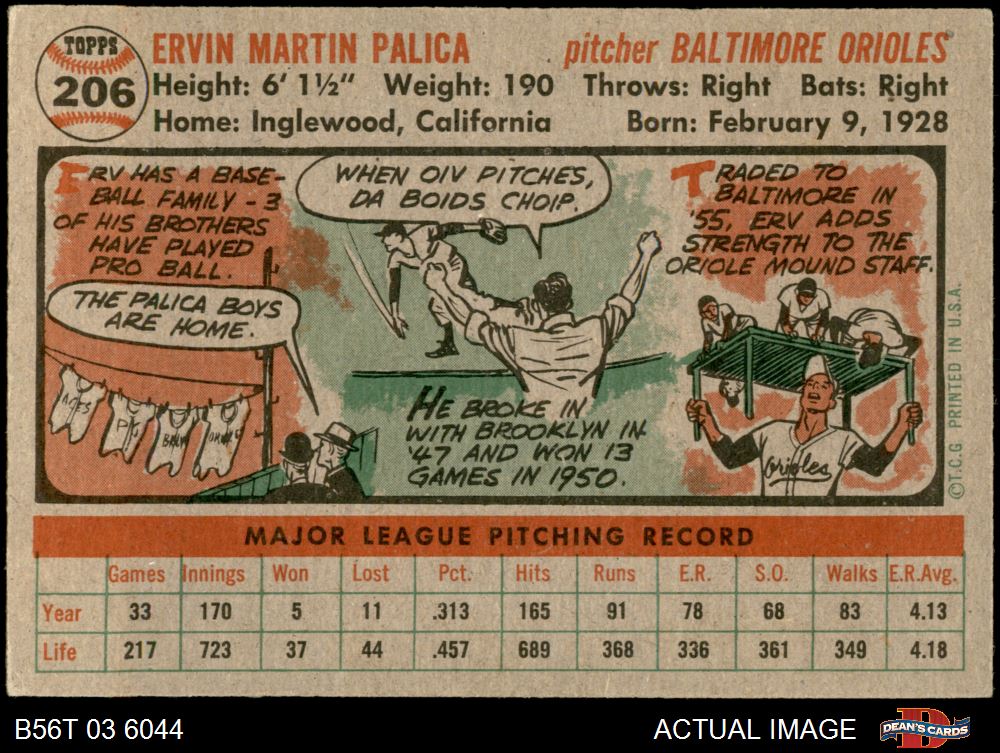 TOPPS
206
ERVIN MARTIN PALICA pitcher BALTIMORE ORIOLES
Height: 6' 1½" Weight: 190 Throws: Right Bats: Right
Home: Inglewood, California Born: February 9, 1928
ERV HAS A BASE-
BALL FAMILY - 3
OF HIS BROTHERS
HAVE PLAYED
PRO BALL.
THE PALICA BOYS
ARE HOME.
WHEN OIV PITCHES,
DA BOIDS CHOIP.
HE BROKE IN
WITH BROOKLYN IN
'47 AND WON 13
GAMES IN 1950.
TRADED TO
BALTIMORE IN
'55, ERV ADDS
STRENGTH TO THE
ORIOLE MOUND STAFF.
Orioles
©T.C.G PRINTED IN U.S.A.
MAJOR LEAGUE PITCHING RECORD
Games Innings Won Lost Pct. Hits Runs E.R. S.O. Walks E.R.Avg.
Year 33 170 5 11 .313 165 91 78 68 83 4.13
Life 217 723 37 44 .457 689 368 336 361 349 4.18
B56T 03 6044 ACTUAL IMAGE DEAN'S CARDS